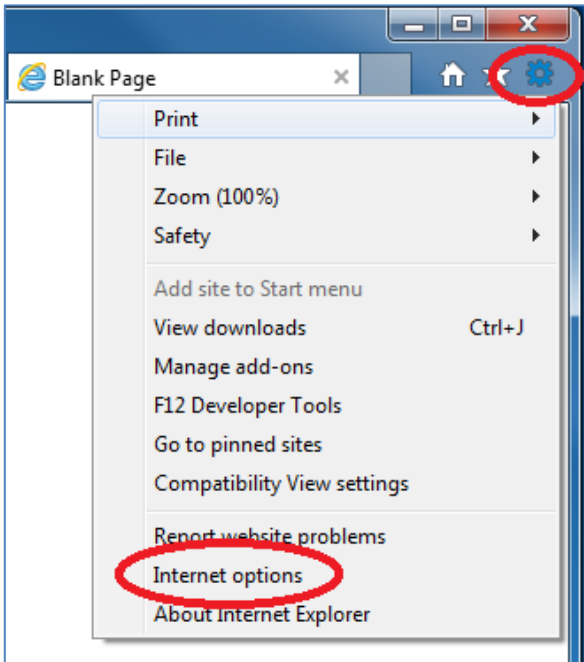 Blank Page
Print
File
Zoom (100%)
Safety
Add site to Start menu
View downloads Ctrl+J
Manage add-ons
F12 Developer Tools
Go to pinned sites
Compatibility View settings
Report website problems
Internet options
About Internet Explorer